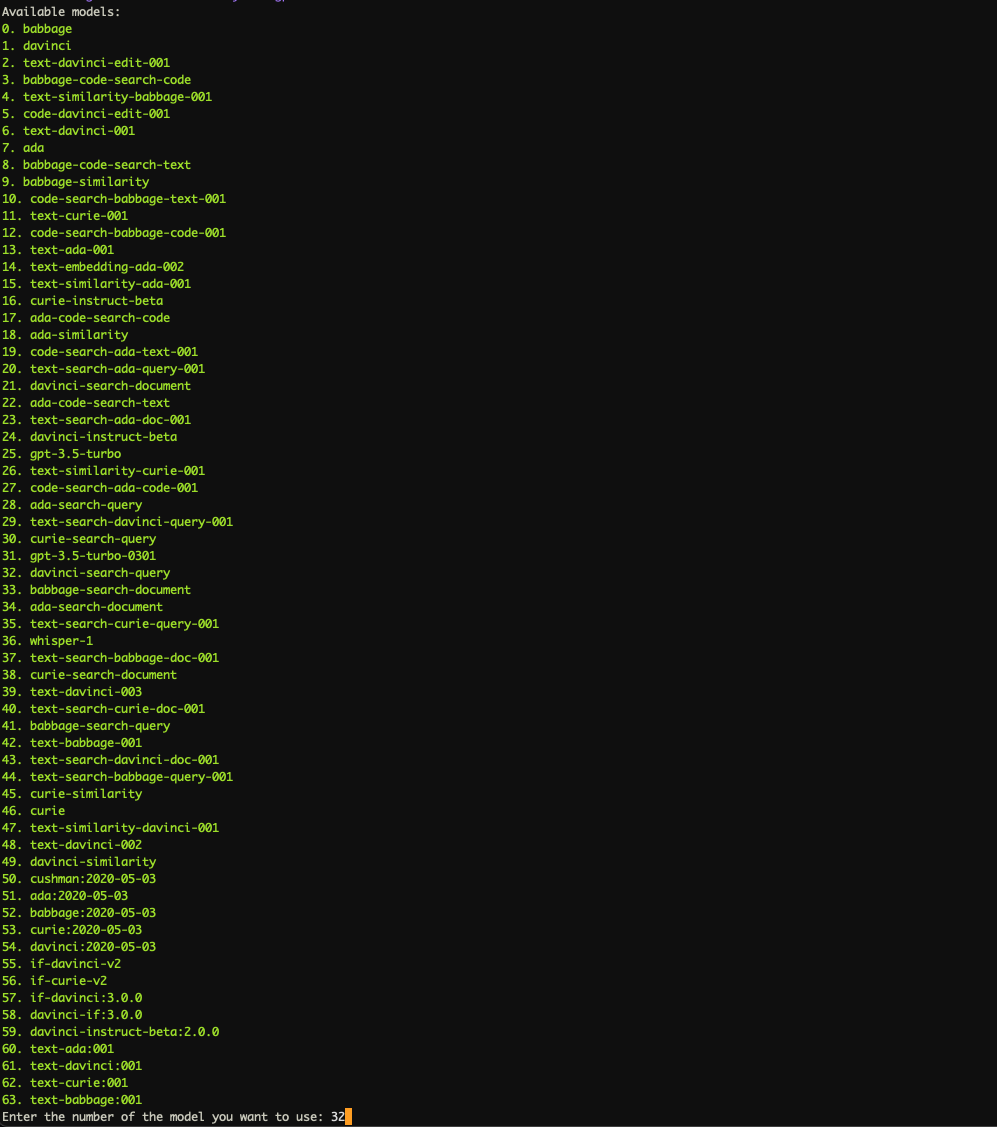 Available models:
0. babbage
1. davinci
2. text-davinci-edit-001
3. babbage-code-search-code
4. text-similarity-babbage-001
5. code-davinci-edit-001
6. text-davinci-001
7. ada
8. babbage-code-search-text
9. babbage-similarity
10. code-search-babbage-text-001
11. text-curie-001
12. code-search-babbage-code-001
13. text-ada-001
14. text-embedding-ada-002
15. text-similarity-ada-001
16. curie-instruct-beta
17. ada-code-search-code
18. ada-similarity
19. code-search-ada-text-001
20. text-search-ada-query-001
21. davinci-search-document
22. ada-code-search-text
23. text-search-ada-doc-001
24. davinci-instruct-beta
25. gpt-3.5-turbo
26. text-similarity-curie-001
27. code-search-ada-code-001
28. ada-search-query
29. text-search-davinci-query-001
30. curie-search-query
31. gpt-3.5-turbo-0301
32. davinci-search-query
33. babbage-search-document
34. ada-search-document
35. text-search-curie-query-001
36. whisper-1
37. text-search-babbage-doc-001
38. curie-search-document
39. text-davinci-003
40. text-search-curie-doc-001
41. babbage-search-query
42. text-babbage-001
43. text-search-davinci-doc-001
44. text-search-babbage-query-001
45. curie-similarity
46. curie
47. text-similarity-davinci-001
48. text-davinci-002
49. davinci-similarity
50. cushman:2020-05-03
51. ada:2020-05-03
52. babbage:2020-05-03
53. curie:2020-05-03
54. davinci:2020-05-03
55. if-davinci-v2
56. if-curie-v2
57. if-davinci:3.0.0
58. davinci-if:3.0.0
59. davinci-instruct-beta:2.0.0
60. text-ada:001
61. text-davinci:001
62. text-curie:001
63. text-babbage:001
Enter the number of the model you want to use: 32